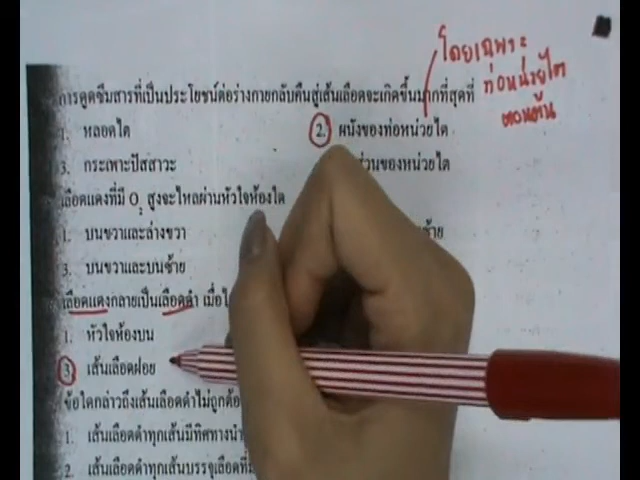 โดยเฉพาะ
ท่อหน่วยไต
ตอนต้น
การดูดซึมสารที่เป็นประโยชน์ต่อร่างกายกลับคืนสู่เส้นเลือดจะเกิดขึ้นมากที่สุดที่
1. หลอดไต 2. ผนังของท่อหน่วยไต
3. กระเพาะปัสสาวะ ส่วนของหน่วยไต
เลือดแดงที่มี O2 สูงจะไหลผ่านหัวใจห้องใด
1. บนขวาและล่างขวา ซ้าย
3. บนขวาและบนซ้าย
เลือดแดงกลายเป็นเลือดดำ เมื่อ
1. หัวใจห้องบน
3 เส้นเลือดฝอย
ข้อใดกล่าวถึงเส้นเลือดดำไม่ถูกต้อ
1. เส้นเลือดดำทุกเส้นมีทิศทางนำ
2. เส้นเลือดดำทุกเส้นบรรจุเลือดที่